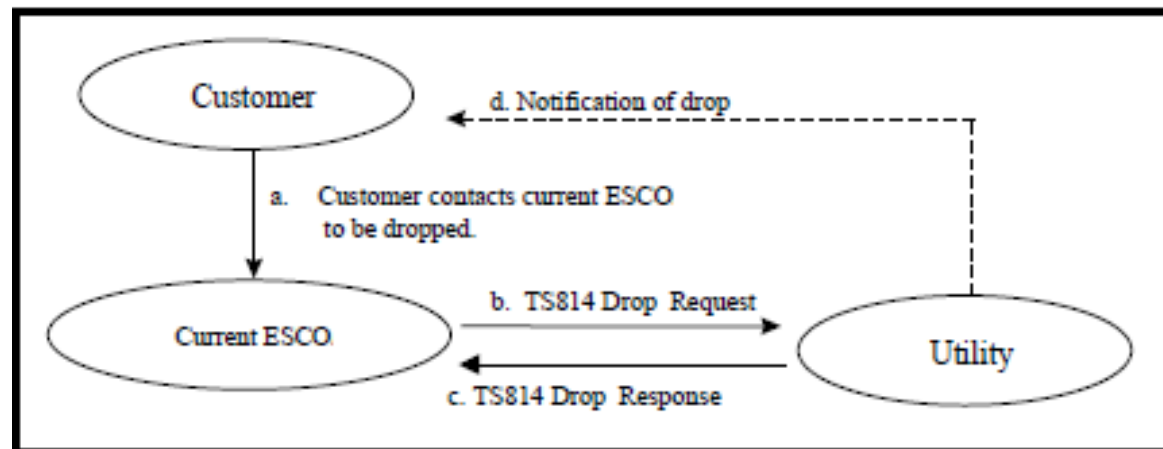 Customer
d. Notification of drop
a. Customer contacts current ESCO
to be dropped.
b. TS814 Drop Request
Current ESCO.
Utility
c. TS814 Drop Response